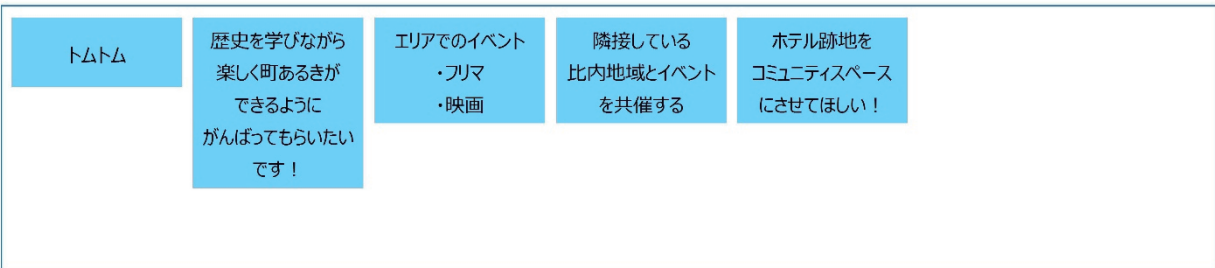 トムトム
歴史を学びながら
楽しく町あるきが
できるように
がんばってもらいたい
です！
エリアでのイベント
・フリマ
・映画
隣接している
比内地域とイベント
を共催する
ホテル跡地を
コミュニティスペース
にさせてほしい！